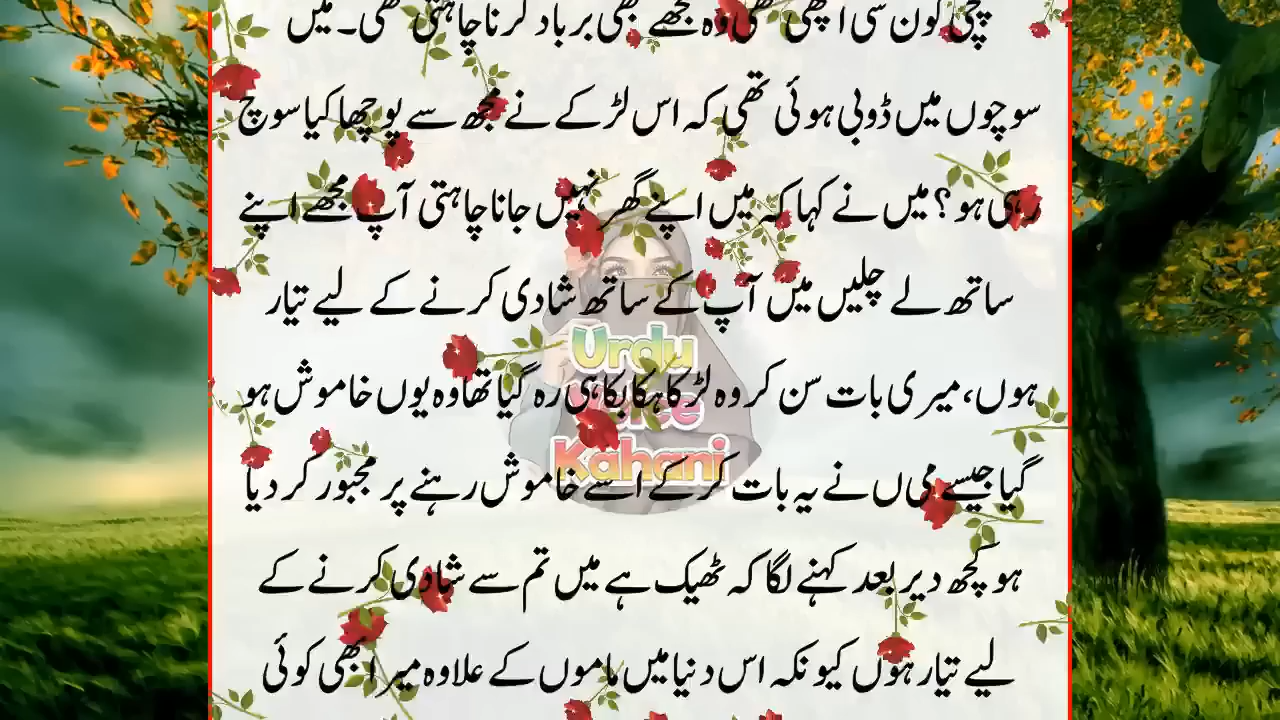 چچی کون سی اچھی تھی وہ مجھے بھی برباد کرنا چاہتی تھی۔ میں
سوچوں میں ڈوبی ہوئی تھی کہ اس لڑکے نے مجھ سے پوچھا کیا سوچ
رہی ہو؟ میں نے کہا کہ میں اپنے گھر نہیں جانا چاہتی آپ مجھے اپنے
ساتھ لے چلیں میں آپ کے ساتھ شادی کرنے کے لیے تیار
ہوں، میری بات سن کر وہ لڑکا ہکا بکا ہی رہ گیا تھا وہ یوں خاموش ہو
گیا جیسے می‌ں نے یہ بات کر کے اسے خاموش رہنے پر مجبور کر دیا
ہو کچھ دیر بعد کہنے لگا کہ ٹھیک ہے میں تم سے شادی کرنے کے
لیے تیار ہوں کیونکہ اس دنیا میں ماموں کے علاوہ میرا بھی کوئی
Urdu
Kahani